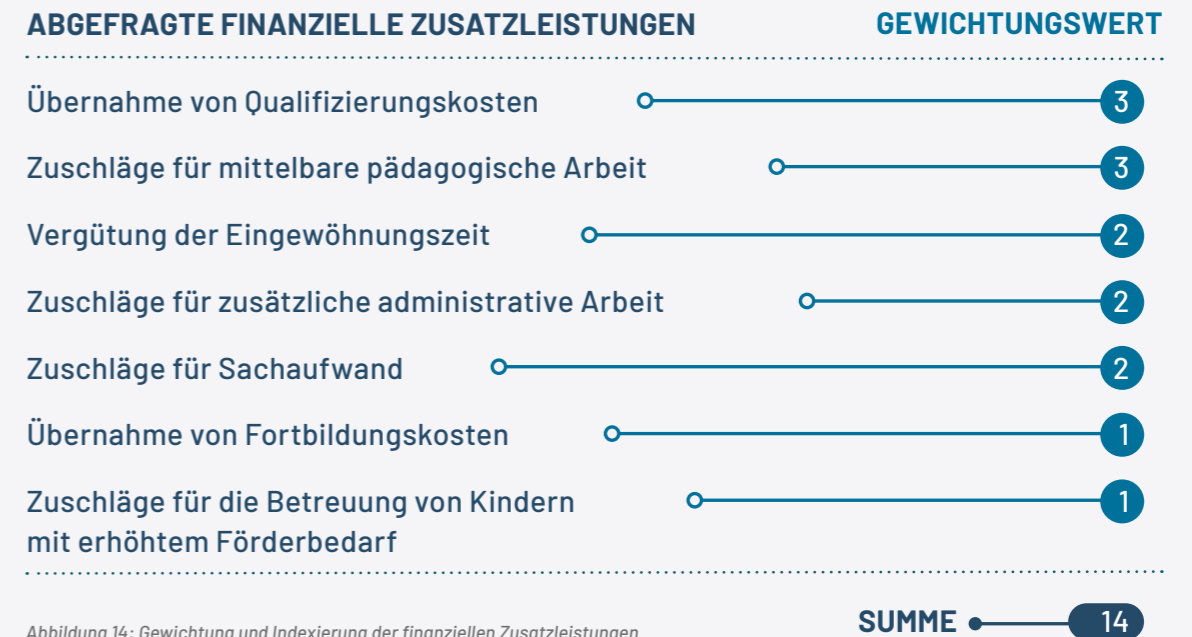 ABGEFRAGTE FINANZIELLE ZUSATZLEISTUNGEN GEWICHTUNGSWERT
Übernahme von Qualifizierungskosten 3
Zuschläge für mittelbare pädagogische Arbeit 3
Vergütung der Eingewöhnungszeit 2
Zuschläge für zusätzliche administrative Arbeit 2
Zuschläge für Sachaufwand 2
Übernahme von Fortbildungskosten 1
Zuschläge für die Betreuung von Kindern 1
mit erhöhtem Förderbedarf
SUMME 14
Abbildung 14: Gewichtung und Indexierung der finanziellen Zusatzleistungen